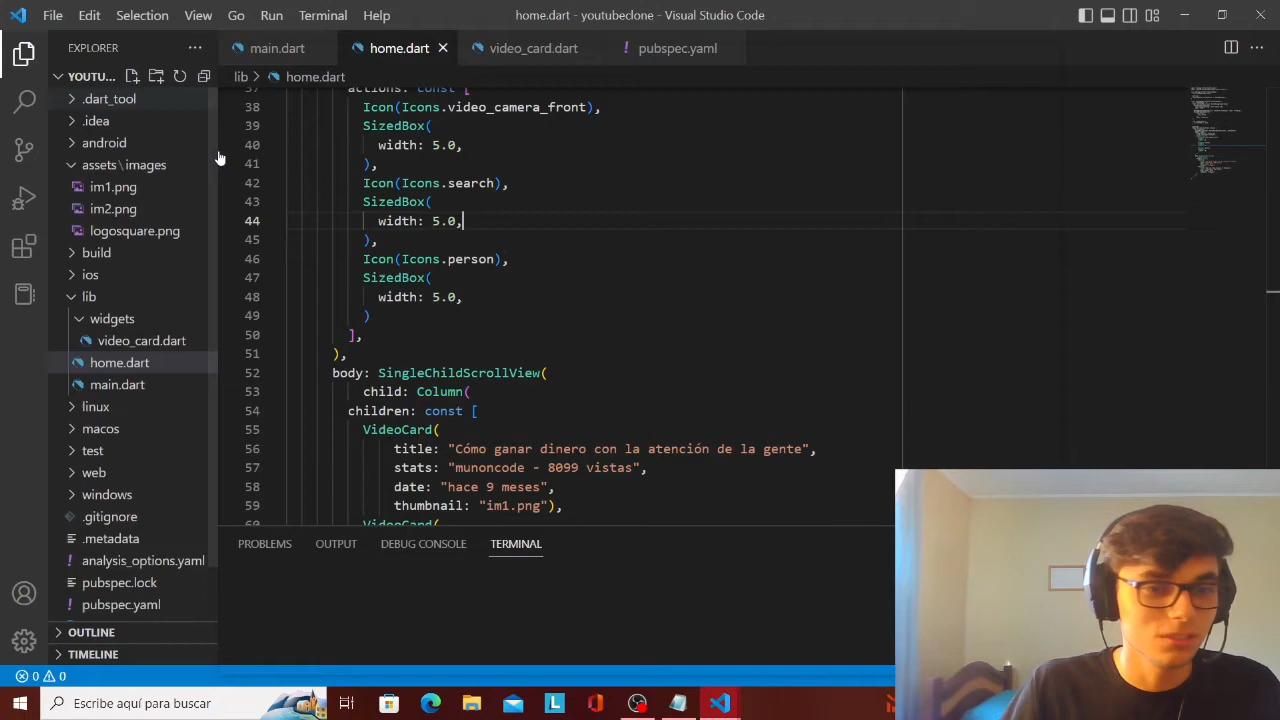 File Edit Selection View Go Run Terminal Help
home.dart - youtubeclone - Visual Studio Code
EXPLORER
YOUTU...
.dart_tool
.idea
android
assets\images
im1.png
im2.png
logosquare.png
build
ios
lib
widgets
video_card.dart
home.dart
main.dart
linux
macos
test
web
windows
.gitignore
.metadata
analysis_options.yaml
pubspec.lock
pubspec.yaml
OUTLINE
TIMELINE
main.dart home.dart video_card.dart pubspec.yaml
lib > home.dart
37 actions: const [
38 Icon(Icons.video_camera_front),
39 SizedBox(
40 width: 5.0,
41 ),
42 Icon(Icons.search),
43 SizedBox(
44 width: 5.0,
45 ),
46 Icon(Icons.person),
47 SizedBox(
48 width: 5.0,
49 )
50 ],
51 ),
52 body: SingleChildScrollView(
53 child: Column(
54 children: const [
55 VideoCard(
56 title: "Cómo ganar dinero con la atención de la gente",
57 stats: "munoncode - 8099 vistas",
58 date: "hace 9 meses",
59 thumbnail: "im1.png"),
60 VideoCard(
PROBLEMS OUTPUT DEBUG CONSOLE TERMINAL
0 0
Escribe aquí para buscar
L